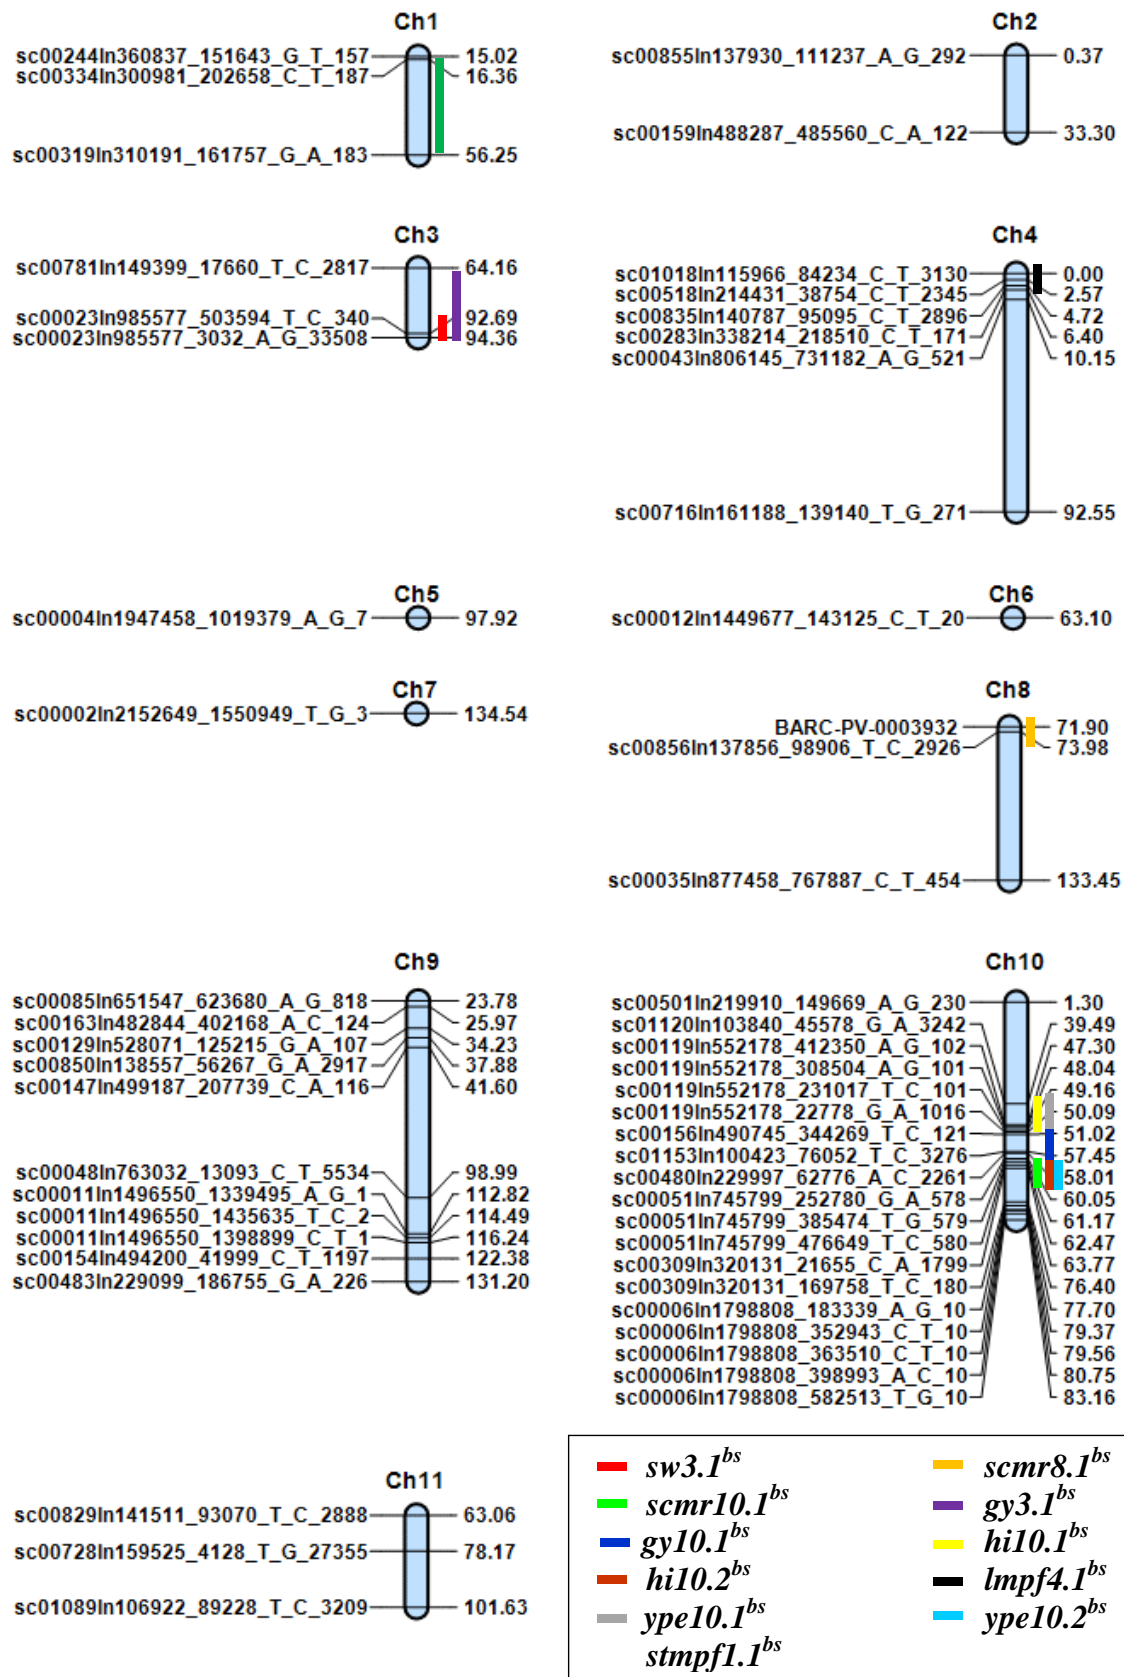 Ch1
sc00244ln360837_151643_G_T_157 15.02
sc00334ln300981_202658_C_T_187 16.36
sc00319ln310191_161757_G_A_183 56.25
Ch2
sc00855ln137930_111237_A_G_292 0.37
sc00159ln488287_485560_C_A_122 33.30
Ch3
sc00781ln149399_17660_T_C_2817 64.16
sc00023ln985577_503594_T_C_340 92.69
sc00023ln985577_3032_A_G_33508 94.36
Ch4
sc01018ln115966_84234_C_T_3130 0.00
sc00518ln214431_38754_C_T_2345 2.57
sc00835ln140787_95095_C_T_2896 4.72
sc00283ln338214_218510_C_T_171 6.40
sc00043ln806145_731182_A_G_521 10.15
sc00716ln161188_139140_T_G_271 92.55
Ch5
sc00004ln1947458_1019379_A_G_7 97.92
Ch6
sc00012ln1449677_143125_C_T_20 63.10
Ch7
sc00002ln2152649_1550949_T_G_3 134.54
Ch8
BARC-PV-0003932 71.90
sc00856ln137856_98906_T_C_2926 73.98
sc00035ln877458_767887_C_T_454 133.45
Ch9
sc00085ln651547_623680_A_G_818 23.78
sc00163ln482844_402168_A_C_124 25.97
sc00129ln528071_125215_G_A_107 34.23
sc00850ln138557_56267_G_A_2917 37.88
sc00147ln499187_207739_C_A_116 41.60
sc00048ln763032_13093_C_T_5534 98.99
sc00011ln1496550_1339495_A_G_1 112.82
sc00011ln1496550_1435635_T_C_2 114.49
sc00011ln1496550_1398899_C_T_1 116.24
sc00154ln494200_41999_C_T_1197 122.38
sc00483ln229099_186755_G_A_226 131.20
Ch10
sc00501ln219910_149669_A_G_230 1.30
sc01120ln103840_45578_G_A_3242 39.49
sc00119ln552178_412350_A_G_102 47.30
sc00119ln552178_308504_A_G_101 48.04
sc00119ln552178_231017_T_C_101 49.16
sc00119ln552178_22778_G_A_1016 50.09
sc00156ln490745_344269_T_C_121 51.02
sc01153ln100423_76052_T_C_3276 57.45
sc00480ln229997_62776_A_C_2261 58.01
sc00051ln745799_252780_G_A_578 60.05
sc00051ln745799_385474_T_G_579 61.17
sc00051ln745799_476649_T_C_580 62.47
sc00309ln320131_21655_C_A_1799 63.77
sc00309ln320131_169758_T_C_180 76.40
sc00006ln1798808_183339_A_G_10 77.70
sc00006ln1798808_352943_C_T_10 79.37
sc00006ln1798808_363510_C_T_10 79.56
sc00006ln1798808_398993_A_C_10 80.75
sc00006ln1798808_582513_T_G_10 83.16
Ch11
sc00829ln141511_93070_T_C_2888 63.06
sc00728ln159525_4128_T_G_27355 78.17
sc01089ln106922_89228_T_C_3209 101.63
sw3.1bs
scmr10.1bs
gy10.1bs
hi10.2bs
ype10.1bs
stmpf1.1bs
scmr8.1bs
gy3.1bs
hi10.1bs
lmpf4.1bs
ype10.2bs